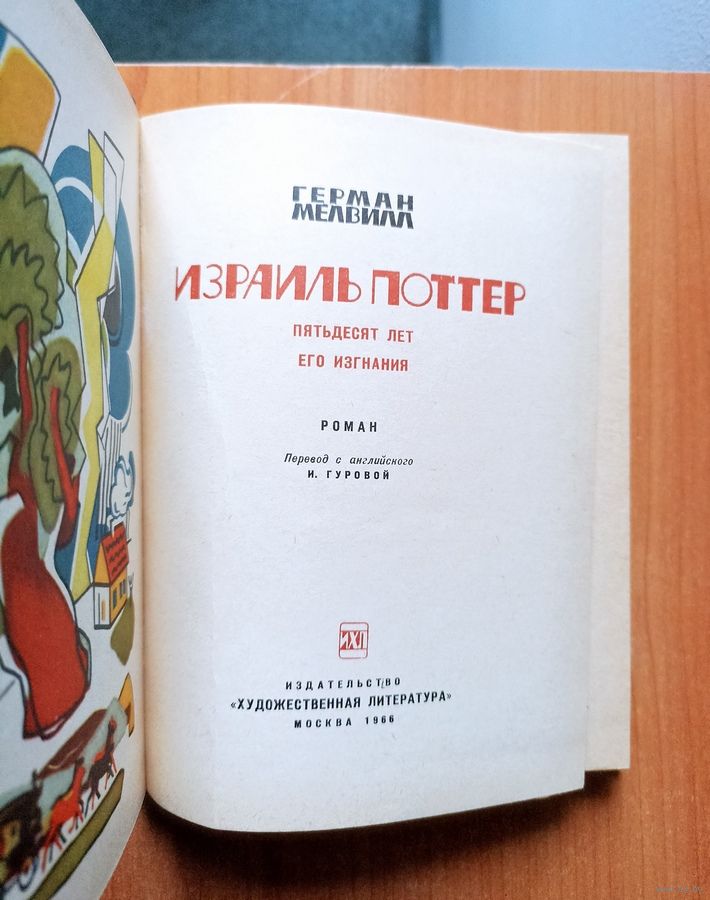 ГЕРМАН
МЕЛВИЛЛ
ИЗРАИЛЬ ПОТТЕР
ПЯТЬДЕСЯТ ЛЕТ
ЕГО ИЗГНАНИЯ
РОМАН
Перевод с английского
И. ГУРОВОЙ
ИХЛ
ИЗДАТЕЛЬСТВО
«ХУДОЖЕСТВЕННАЯ ЛИТЕРАТУРА»
МОСКВА 1966